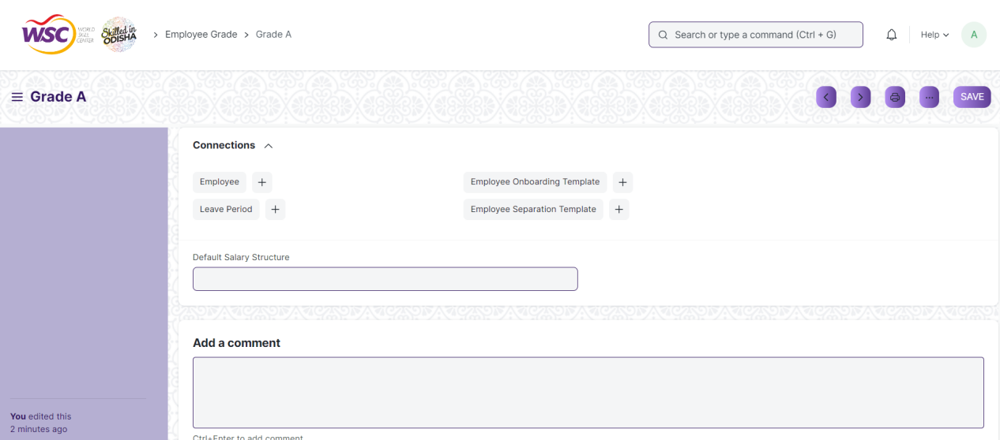 WSC WORLD SKILL CENTER
Skilled in ODISHA
Employee Grade
Grade A
Search or type a command (Ctrl + G)
Help
A
Grade A
SAVE
Connections
Employee
Employee Onboarding Template
Leave Period
Employee Separation Template
Default Salary Structure
Add a comment
Ctrl+Enter to add comment
You edited this
2 minutes ago